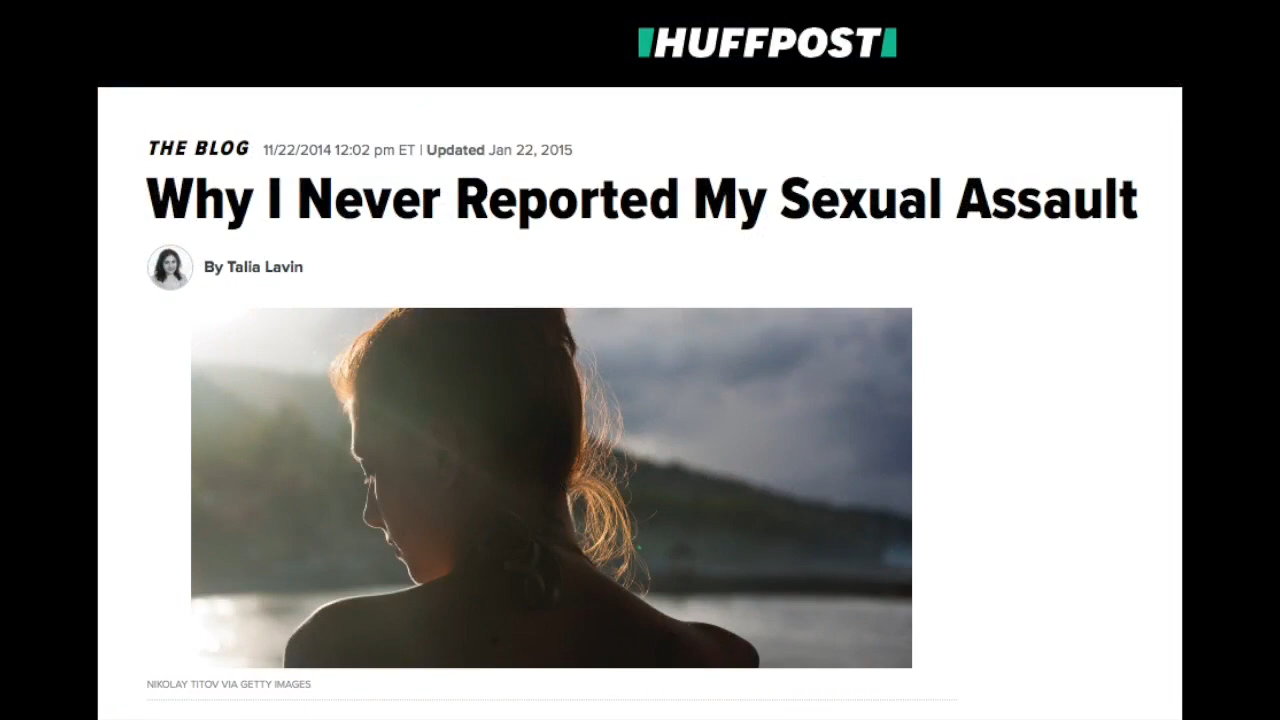 HUFFPOST
THE BLOG 11/22/2014 12:02 pm ET | Updated Jan 22, 2015
Why I Never Reported My Sexual Assault
By Talia Lavin
NIKOLAY TITOV VIA GETTY IMAGES